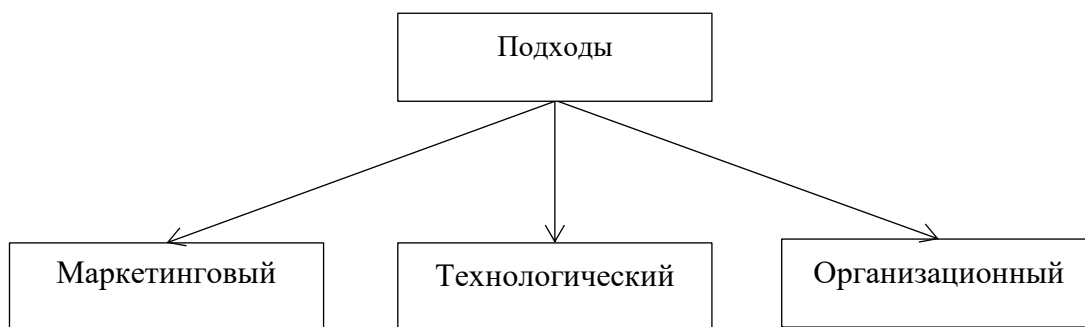 Подходы
Маркетинговый
Технологический
Организационный